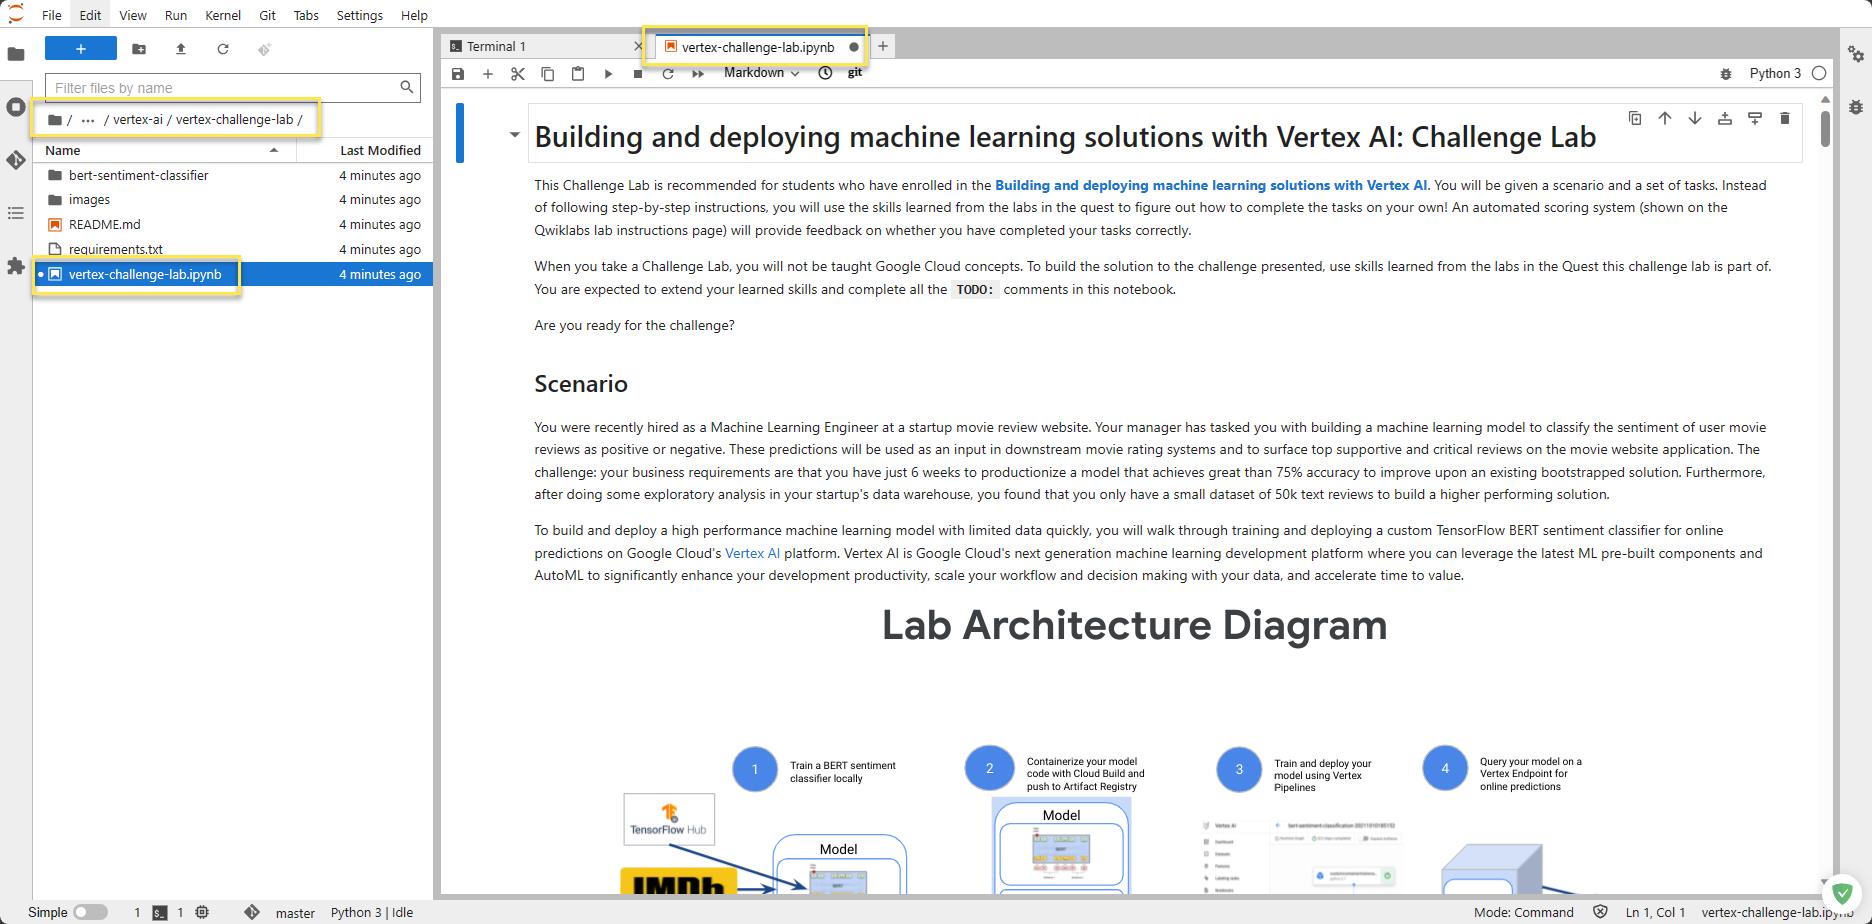 File Edit View Run Kernel Git Tabs Settings Help
Filter files by name
/ ... / vertex-ai / vertex-challenge-lab /
Name Last Modified
bert-sentiment-classifier 4 minutes ago
images 4 minutes ago
README.md 4 minutes ago
requirements.txt 4 minutes ago
vertex-challenge-lab.ipynb 4 minutes ago
Terminal 1 vertex-challenge-lab.ipynb
Markdown git Python 3
Building and deploying machine learning solutions with Vertex AI: Challenge Lab
This Challenge Lab is recommended for students who have enrolled in the Building and deploying machine learning solutions with Vertex AI. You will be given a scenario and a set of tasks. Instead
of following step-by-step instructions, you will use the skills learned from the labs in the quest to figure out how to complete the tasks on your own! An automated scoring system (shown on the
Qwiklabs lab instructions page) will provide feedback on whether you have completed your tasks correctly.
When you take a Challenge Lab, you will not be taught Google Cloud concepts. To build the solution to the challenge presented, use skills learned from the labs in the Quest this challenge lab is part of.
You are expected to extend your learned skills and complete all the TODO: comments in this notebook.
Are you ready for the challenge?
Scenario
You were recently hired as a Machine Learning Engineer at a startup movie review website. Your manager has tasked you with building a machine learning model to classify the sentiment of user movie
reviews as positive or negative. These predictions will be used as an input in downstream movie rating systems and to surface top supportive and critical reviews on the movie website application. The
challenge: your business requirements are that you have just 6 weeks to productionize a model that achieves great than 75% accuracy to improve upon an existing bootstrapped solution. Furthermore,
after doing some exploratory analysis in your startup's data warehouse, you found that you only have a small dataset of 50k text reviews to build a higher performing solution.
To build and deploy a high performance machine learning model with limited data quickly, you will walk through training and deploying a custom TensorFlow BERT sentiment classifier for online
predictions on Google Cloud's Vertex AI platform. Vertex AI is Google Cloud's next generation machine learning development platform where you can leverage the latest ML pre-built components and
AutoML to significantly enhance your development productivity, scale your workflow and decision making with your data, and accelerate time to value.
Lab Architecture Diagram
1
Train a BERT sentiment
classifier locally
2
Containerize your model
code with Cloud Build and
push to Artifact Registry
3
Train and deploy your
model using Vertex
Pipelines
4
Query your model on a
Vertex Endpoint for
online predictions
TensorFlow Hub
IMDb
Model
Model
Vertex AI
Simple 1 1 master Python 3 | Idle Mode: Command Ln 1, Col 1 vertex-challenge-lab.ipynb